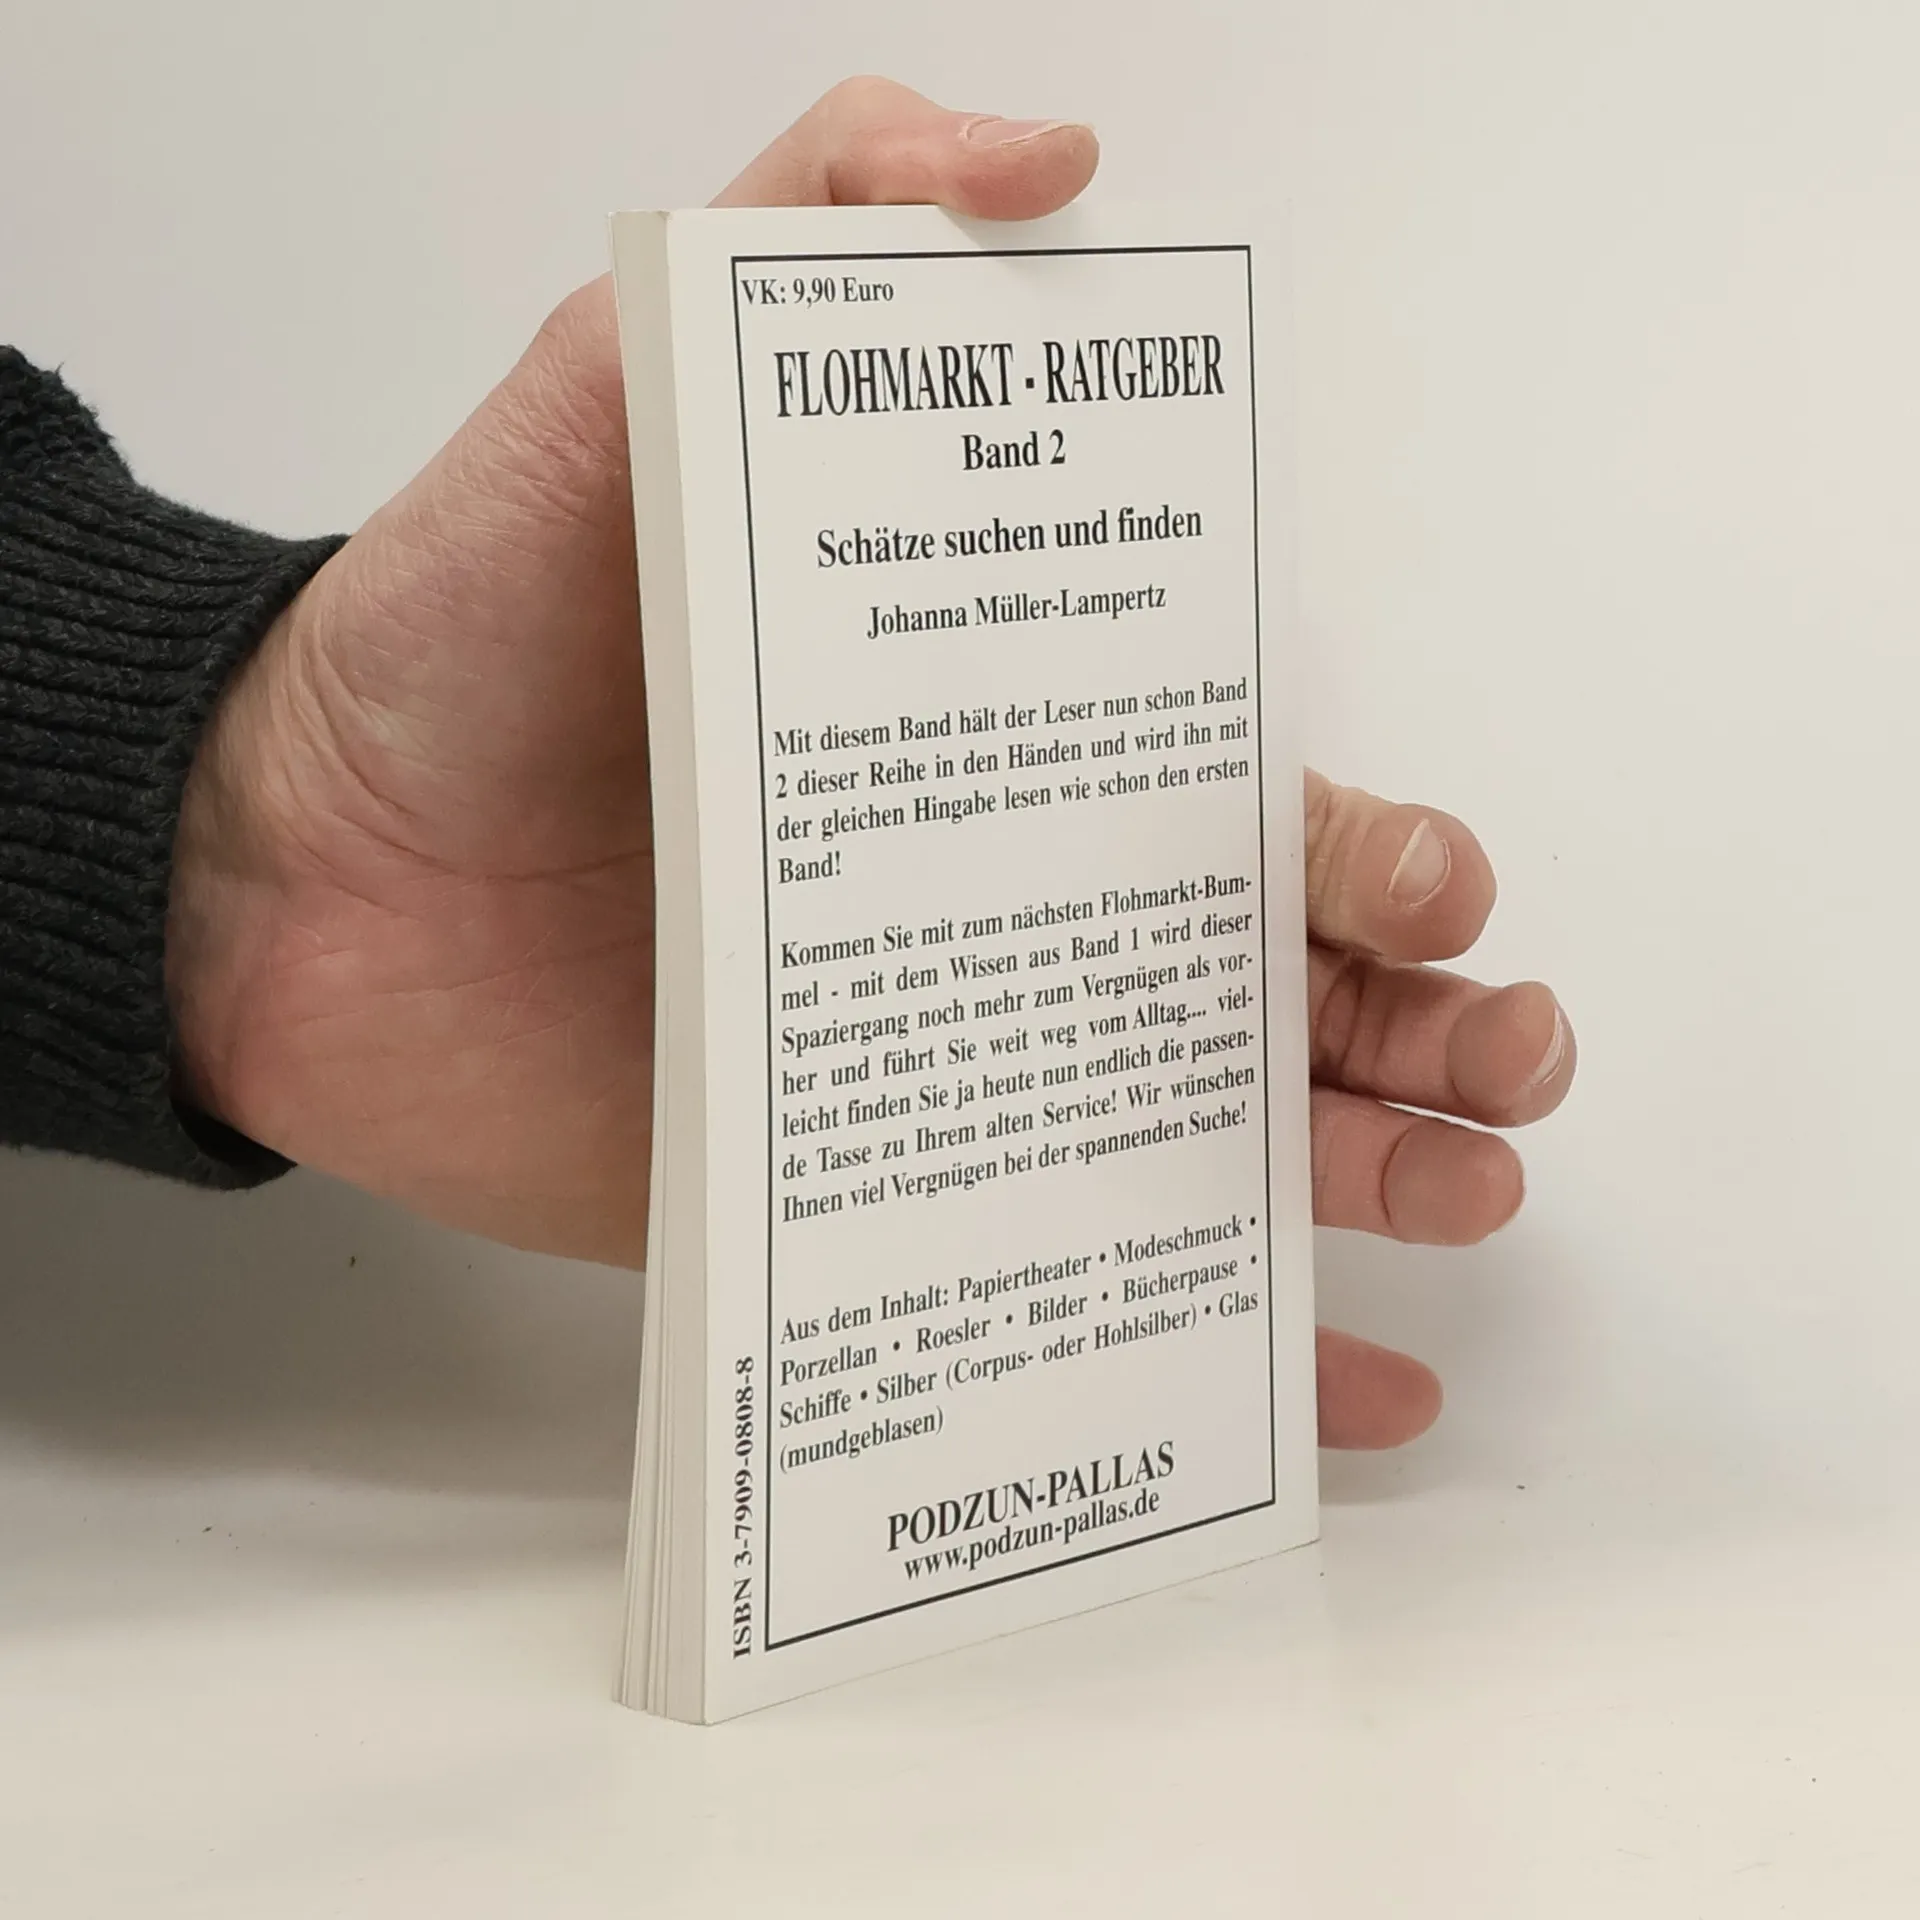 VK: 9,90 Euro
FLOHMARKT · RATGEBER
Band 2
Schätze suchen und finden
Johanna Müller-Lampertz
Mit diesem Band hält der Leser nun schon Band
2 dieser Reihe in den Händen und wird ihn mit
der gleichen Hingabe lesen wie schon den ersten
Band!
Kommen Sie mit zum nächsten Flohmarkt-Bum-
mel - mit dem Wissen aus Band 1 wird dieser
Spaziergang noch mehr zum Vergnügen als vor-
her und führt Sie weit weg vom Alltag.... viel-
leicht finden Sie ja heute nun endlich die passen-
de Tasse zu Ihrem alten Service! Wir wünschen
Ihnen viel Vergnügen bei der spannenden Suche!
Aus dem Inhalt: Papiertheater • Modeschmuck •
Porzellan • Roesler • Bilder • Bücherpause •
Schiffe • Silber (Corpus- oder Hohlsilber) • Glas
(mundgeblasen)
PODZUN-PALLAS
www.podzun-pallas.de
ISBN 3-7909-0808-8